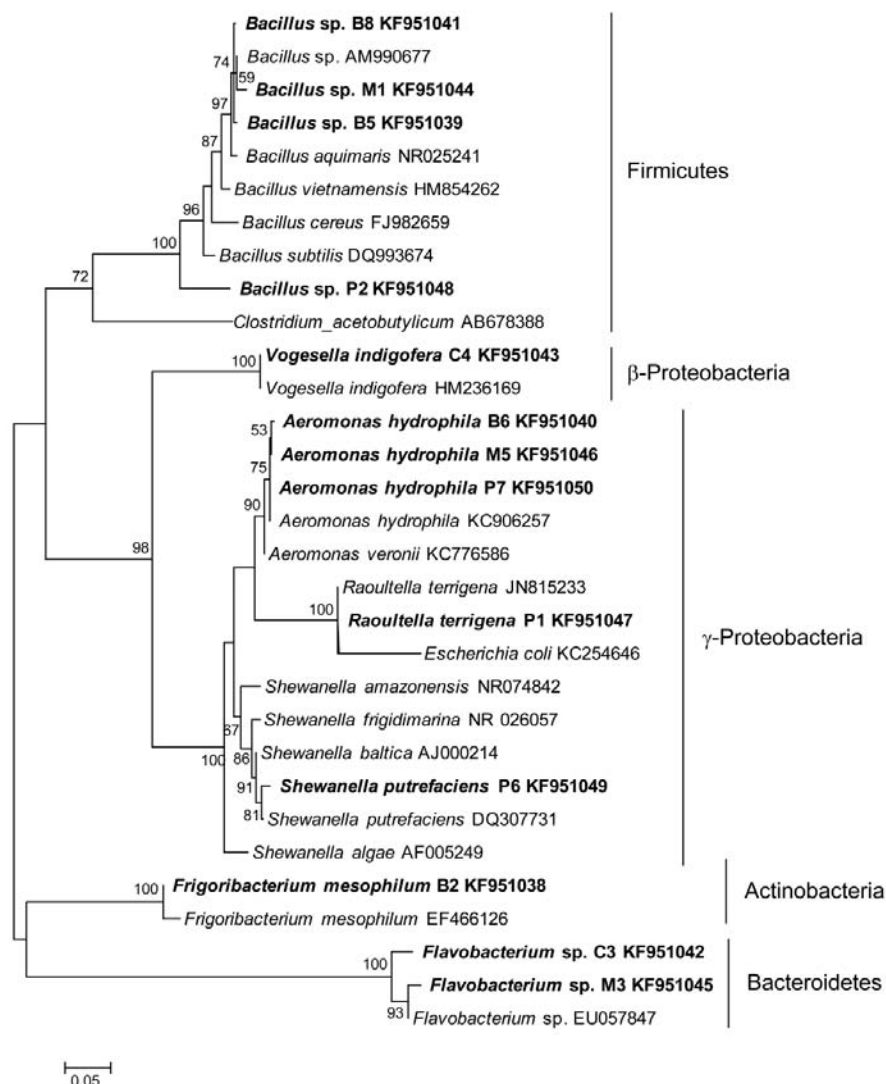 Bacillus sp. B8 KF951041
Bacillus sp. AM990677
74
59
Bacillus sp. M1 KF951044
97
Bacillus sp. B5 KF951039
87
Bacillus aquimaris NR025241
Firmicutes
Bacillus vietnamensis HM854262
96
Bacillus cereus FJ982659
100
Bacillus subtilis DQ993674
72
Bacillus sp. P2 KF951048
Clostridium_acetobutylicum AB678388
100
Vogesella indigofera C4 KF951043
β-Proteobacteria
Vogesella indigofera HM236169
53
Aeromonas hydrophila B6 KF951040
Aeromonas hydrophila M5 KF951046
75
Aeromonas hydrophila P7 KF951050
90
Aeromonas hydrophila KC906257
98
Aeromonas veronii KC776586
Raoultella terrigena JN815233
100
Raoultella terrigena P1 KF951047
γ-Proteobacteria
Escherichia coli KC254646
Shewanella amazonensis NR074842
87
Shewanella frigidimarina NR 026057
100
86
Shewanella baltica AJ000214
91
Shewanella putrefaciens P6 KF951049
81
Shewanella putrefaciens DQ307731
Shewanella algae AF005249
100
Frigoribacterium mesophilum B2 KF951038
Actinobacteria
Frigoribacterium mesophilum EF466126
Flavobacterium sp. C3 KF951042
100
Flavobacterium sp. M3 KF951045
Bacteroidetes
93
Flavobacterium sp. EU057847
0.05